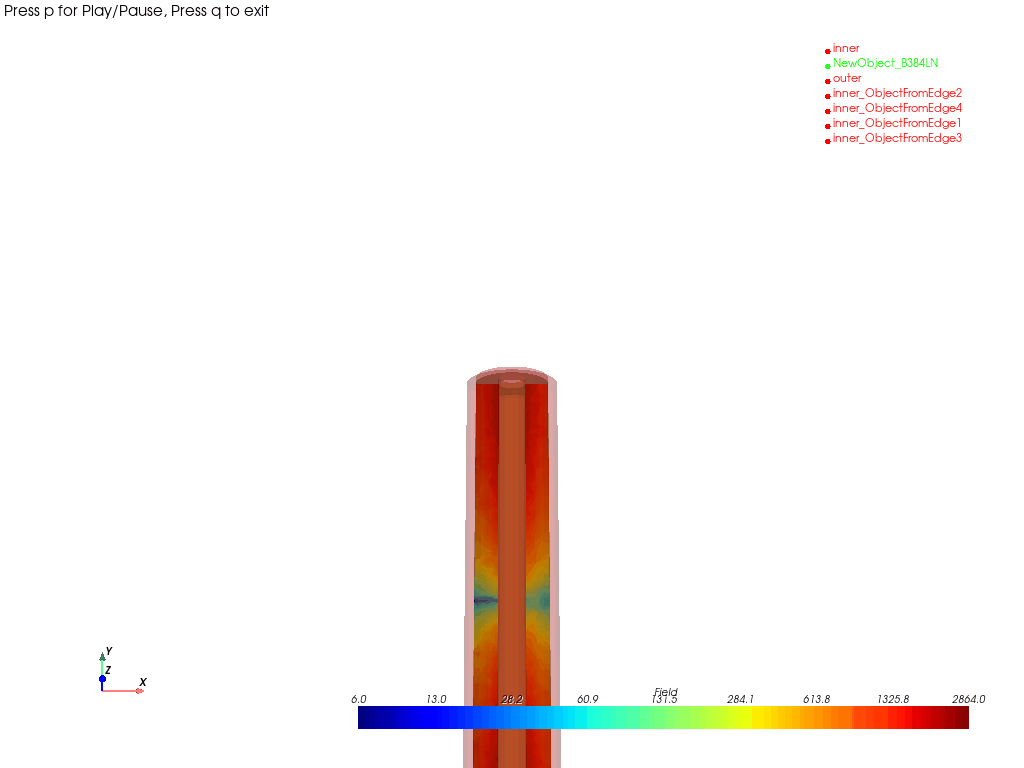 Press p for Play/Pause, Press q to exit
inner
NewObject_B384LN
outer
inner_ObjectFromEdge2
inner_ObjectFromEdge4
inner_ObjectFromEdge1
inner_ObjectFromEdge3
Y
Z
X
Field
6.0 13.0 28.2 60.9 131.5 284.1 613.8 1325.8 2864.0